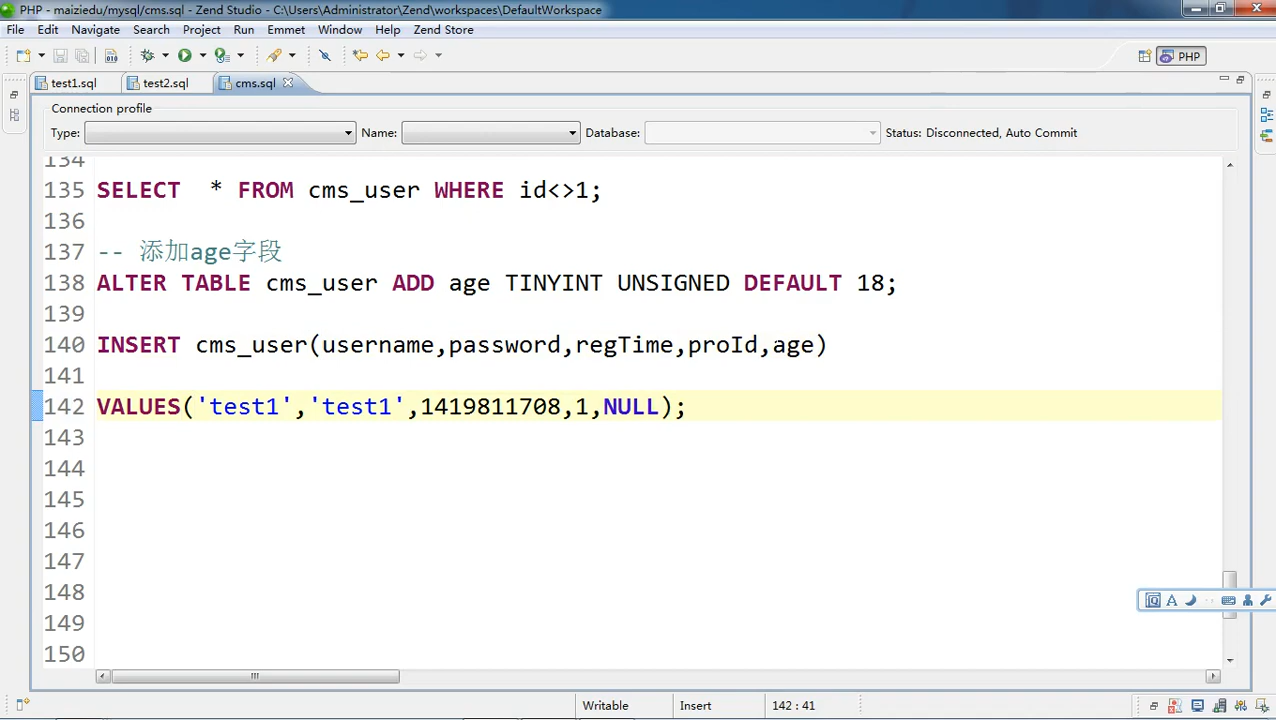 PHP - maiziedu/mysql/cms.sql - Zend Studio - C:\Users\Administrator\Zend\workspaces\DefaultWorkspace
File Edit Navigate Search Project Run Emmet Window Help Zend Store
PHP
test1.sql test2.sql cms.sql
Connection profile
Type: Name: Database: Status: Disconnected, Auto Commit
134
135 SELECT  * FROM cms_user WHERE id<>1;
136
137 -- 添加age字段
138 ALTER TABLE cms_user ADD age TINYINT UNSIGNED DEFAULT 18;
139
140 INSERT cms_user(username,password,regTime,proId,age)
141
142 VALUES('test1','test1',1419811708,1,NULL);
143
144
145
146
147
148
149
150
Writable Insert 142 : 41